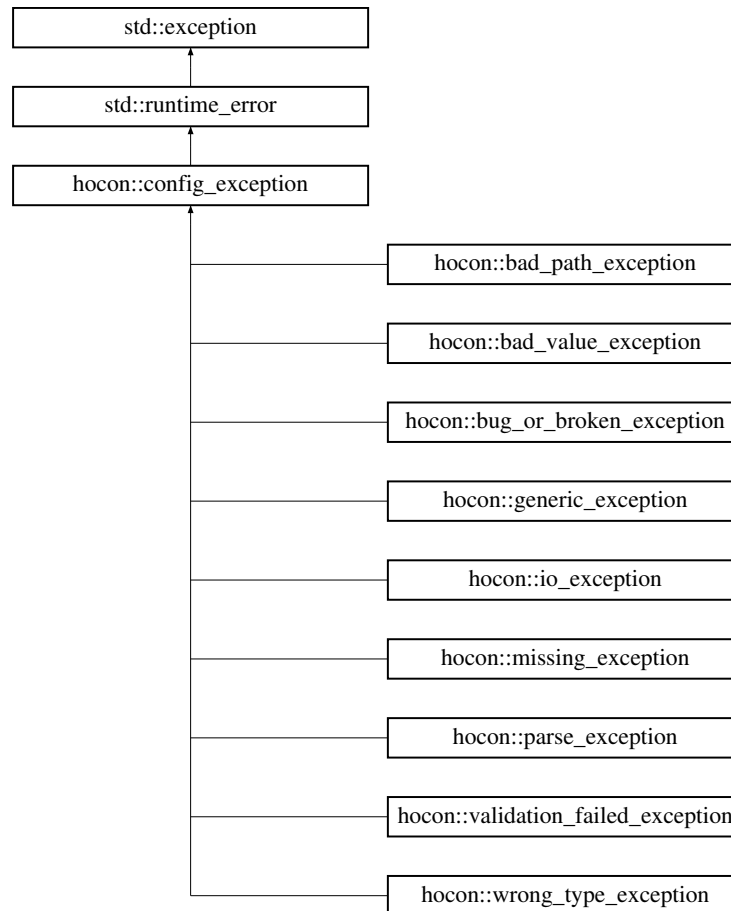 std::exception
std::runtime_error
hocon::config_exception
hocon::bad_path_exception
hocon::bad_value_exception
hocon::bug_or_broken_exception
hocon::generic_exception
hocon::io_exception
hocon::missing_exception
hocon::parse_exception
hocon::validation_failed_exception
hocon::wrong_type_exception